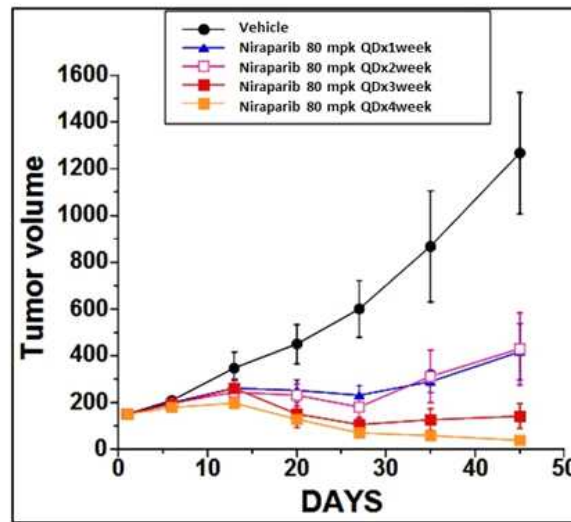 Vehicle
Niraparib 80 mpk QDx1week
Niraparib 80 mpk QDx2week
Niraparib 80 mpk QDx3week
Niraparib 80 mpk QDx4week
1600
1400
1200
1000
800
600
400
200
0
Tumor volume
0 10 20 30 40 50
DAYS